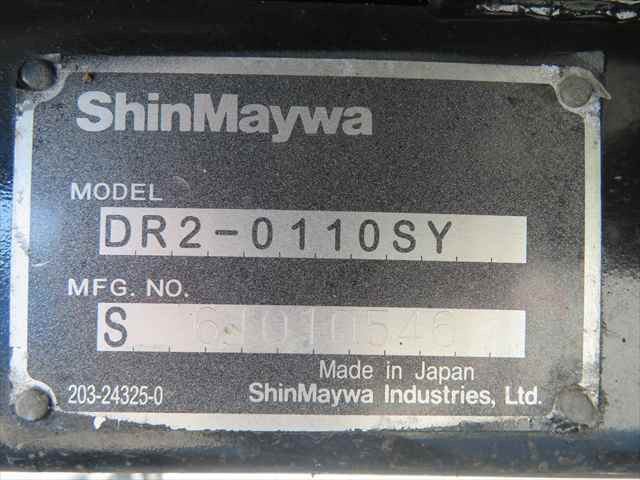 ShinMaywa
MODEL
DR2-0110SY
MFG. NO.
S
Made in Japan
203-24325-0 ShinMaywa Industries, Ltd.